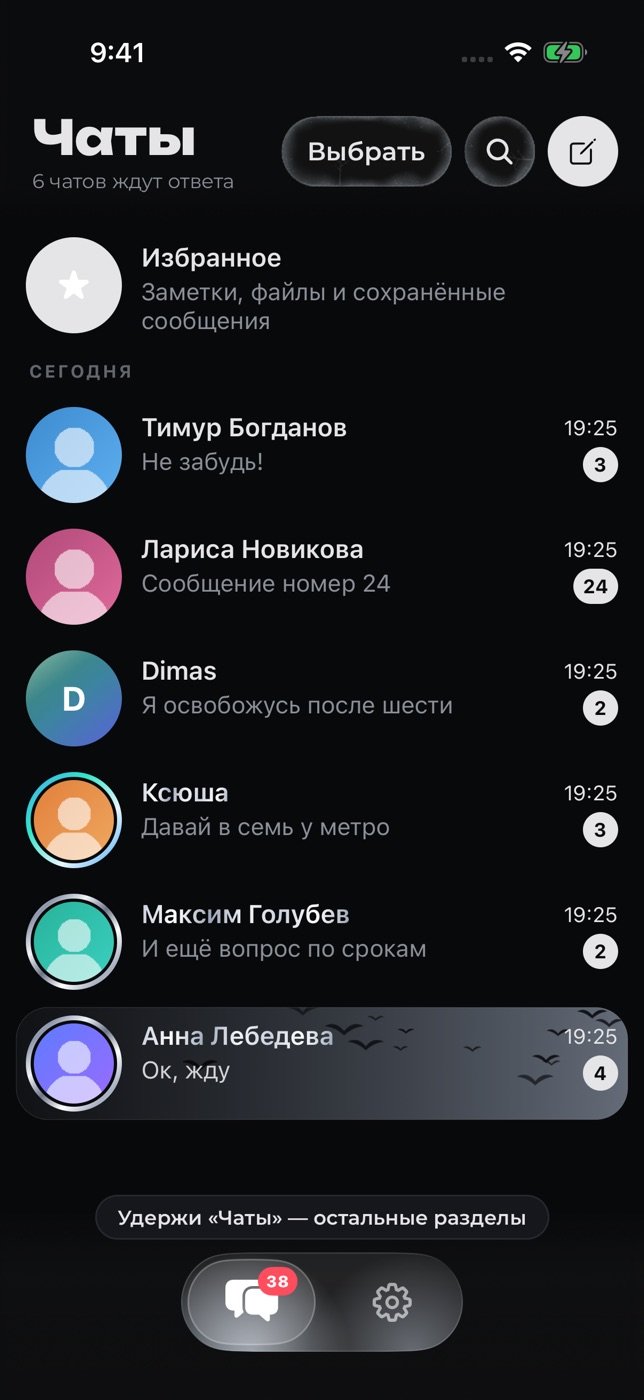 9:41
Чаты
6 чатов ждут ответа
Выбрать
Избранное
Заметки, файлы и сохранённые
сообщения
СЕГОДНЯ
Тимур Богданов
19:25
Не забудь!
3
Лариса Новикова
19:25
Сообщение номер 24
24
Dimas
19:25
D
Я освобожусь после шести
2
Ксюша
19:25
Давай в семь у метро
3
Максим Голубев
19:25
И ещё вопрос по срокам
2
Анна Лебедева
19:25
Ок, жду
4
Удержи «Чаты» — остальные разделы
38